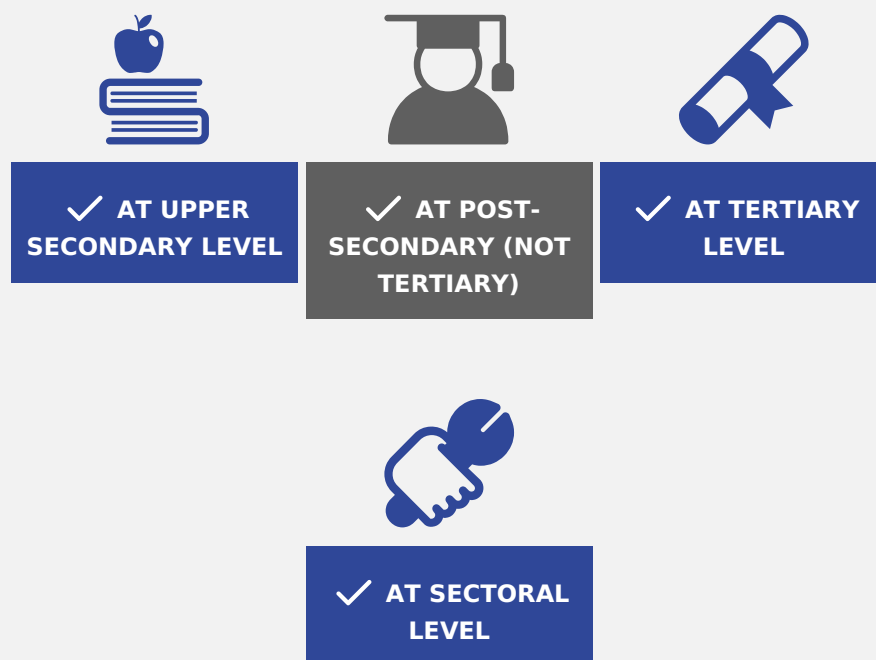 ✓ AT UPPER
SECONDARY LEVEL
✓ AT POST-
SECONDARY (NOT
TERTIARY)
✓ AT TERTIARY
LEVEL
✓ AT SECTORAL
LEVEL